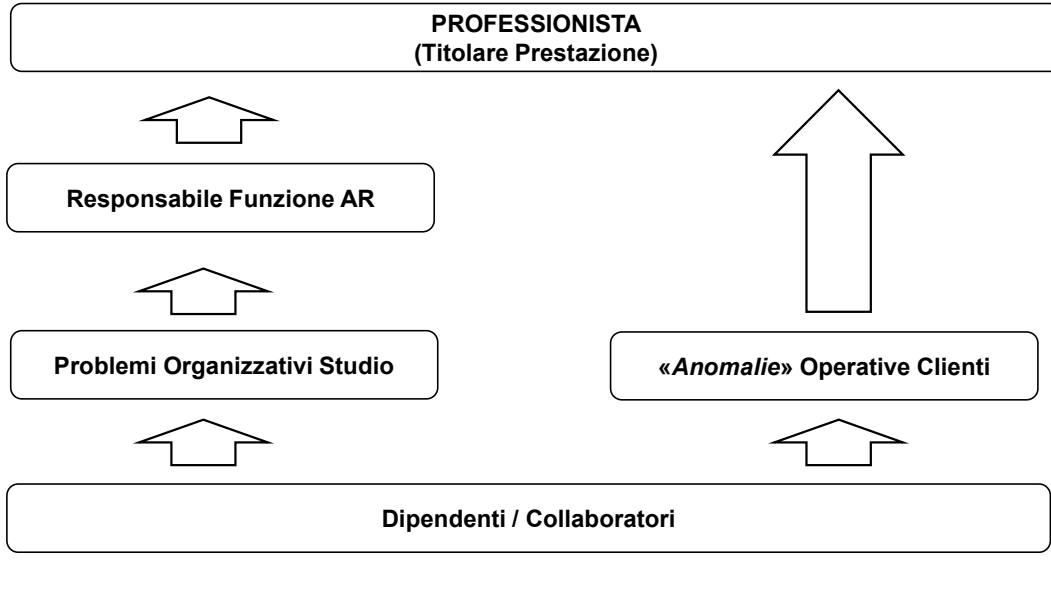 PROFESSIONISTA
(Titolare Prestazione)
Responsabile Funzione AR
Problemi Organizzativi Studio
«Anomalie» Operative Clienti
Dipendenti / Collaboratori